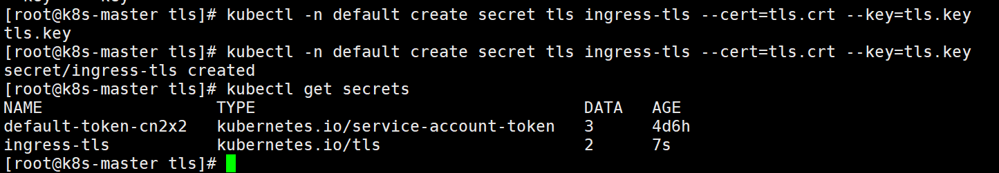 [root@k8s-master tls]# kubectl -n default create secret tls ingress-tls --cert=tls.crt --key=tls.key
tls.key
[root@k8s-master tls]# kubectl -n default create secret tls ingress-tls --cert=tls.crt --key=tls.key
secret/ingress-tls created
[root@k8s-master tls]# kubectl get secrets
NAME                  TYPE                                  DATA   AGE
default-token-cn2x2   kubernetes.io/service-account-token   3      4d6h
ingress-tls           kubernetes.io/tls                     2      7s
[root@k8s-master tls]#